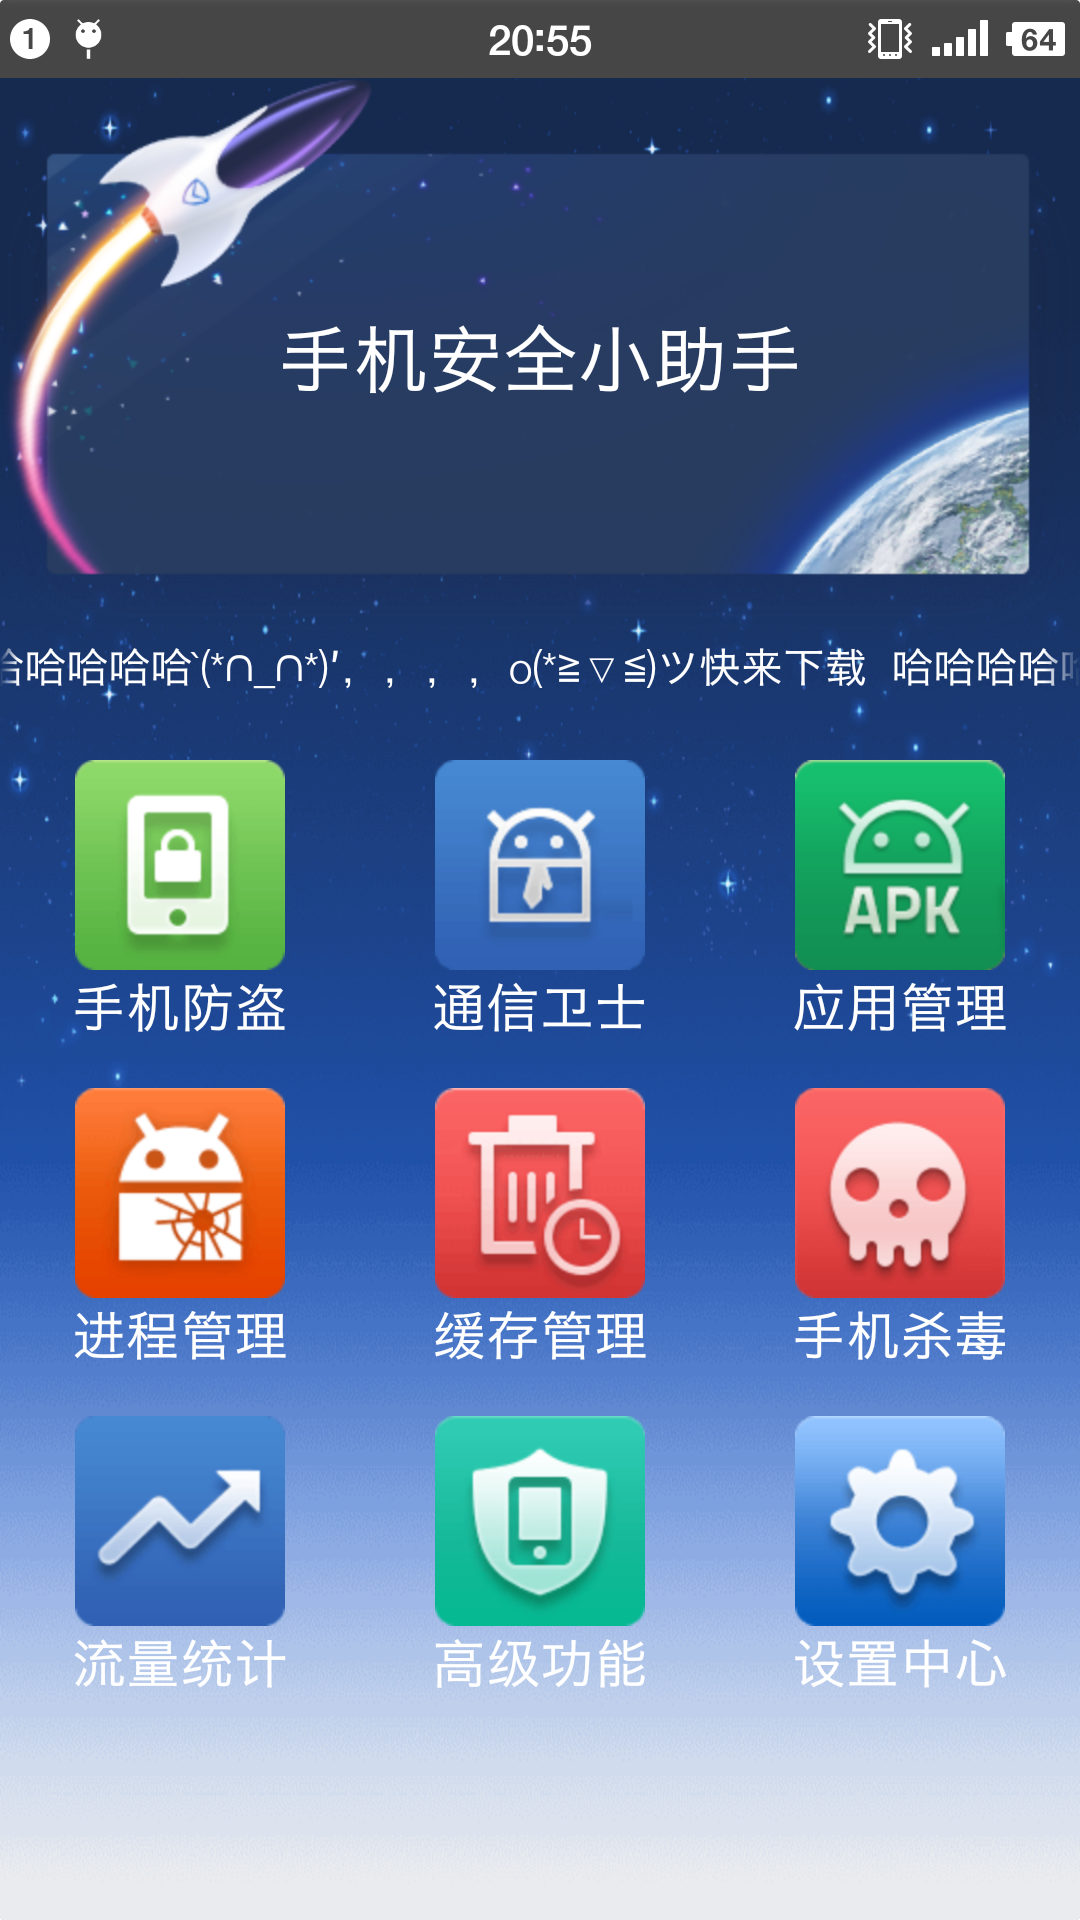 1
20:55
64
手机安全小助手
哈哈哈哈哈`(*∩_∩*)′，，，，o(*≧▽≦)ツ快来下载 哈哈哈哈
APK
手机防盗 通信卫士 应用管理
进程管理 缓存管理 手机杀毒
流量统计 高级功能 设置中心